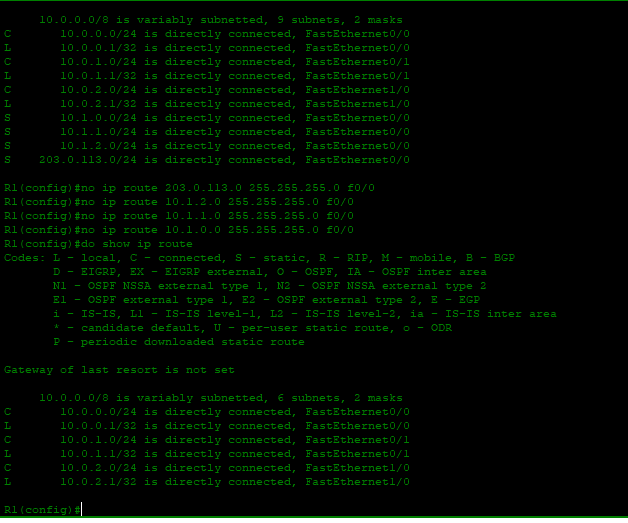 10.0.0.0/8 is variably subnetted, 9 subnets, 2 masks
C 10.0.0.0/24 is directly connected, FastEthernet0/0
L 10.0.0.1/32 is directly connected, FastEthernet0/0
C 10.0.1.0/24 is directly connected, FastEthernet0/1
L 10.0.1.1/32 is directly connected, FastEthernet0/1
C 10.0.2.0/24 is directly connected, FastEthernet1/0
L 10.0.2.1/32 is directly connected, FastEthernet1/0
S 10.1.0.0/24 is directly connected, FastEthernet0/0
S 10.1.1.0/24 is directly connected, FastEthernet0/0
S 10.1.2.0/24 is directly connected, FastEthernet0/0
S 203.0.113.0/24 is directly connected, FastEthernet0/0
R1(config)#no ip route 203.0.113.0 255.255.255.0 f0/0
R1(config)#no ip route 10.1.2.0 255.255.255.0 f0/0
R1(config)#no ip route 10.1.1.0 255.255.255.0 f0/0
R1(config)#no ip route 10.1.0.0 255.255.255.0 f0/0
R1(config)#do show ip route
Codes: L - local, C - connected, S - static, R - RIP, M - mobile, B - BGP
D - EIGRP, EX - EIGRP external, O - OSPF, IA - OSPF inter area
N1 - OSPF NSSA external type 1, N2 - OSPF NSSA external type 2
E1 - OSPF external type 1, E2 - OSPF external type 2, E - EGP
i - IS-IS, L1 - IS-IS level-1, L2 - IS-IS level-2, ia - IS-IS inter area
* - candidate default, U - per-user static route, o - ODR
P - periodic downloaded static route
Gateway of last resort is not set
10.0.0.0/8 is variably subnetted, 6 subnets, 2 masks
C 10.0.0.0/24 is directly connected, FastEthernet0/0
L 10.0.0.1/32 is directly connected, FastEthernet0/0
C 10.0.1.0/24 is directly connected, FastEthernet0/1
L 10.0.1.1/32 is directly connected, FastEthernet0/1
C 10.0.2.0/24 is directly connected, FastEthernet1/0
L 10.0.2.1/32 is directly connected, FastEthernet1/0
R1(config)#